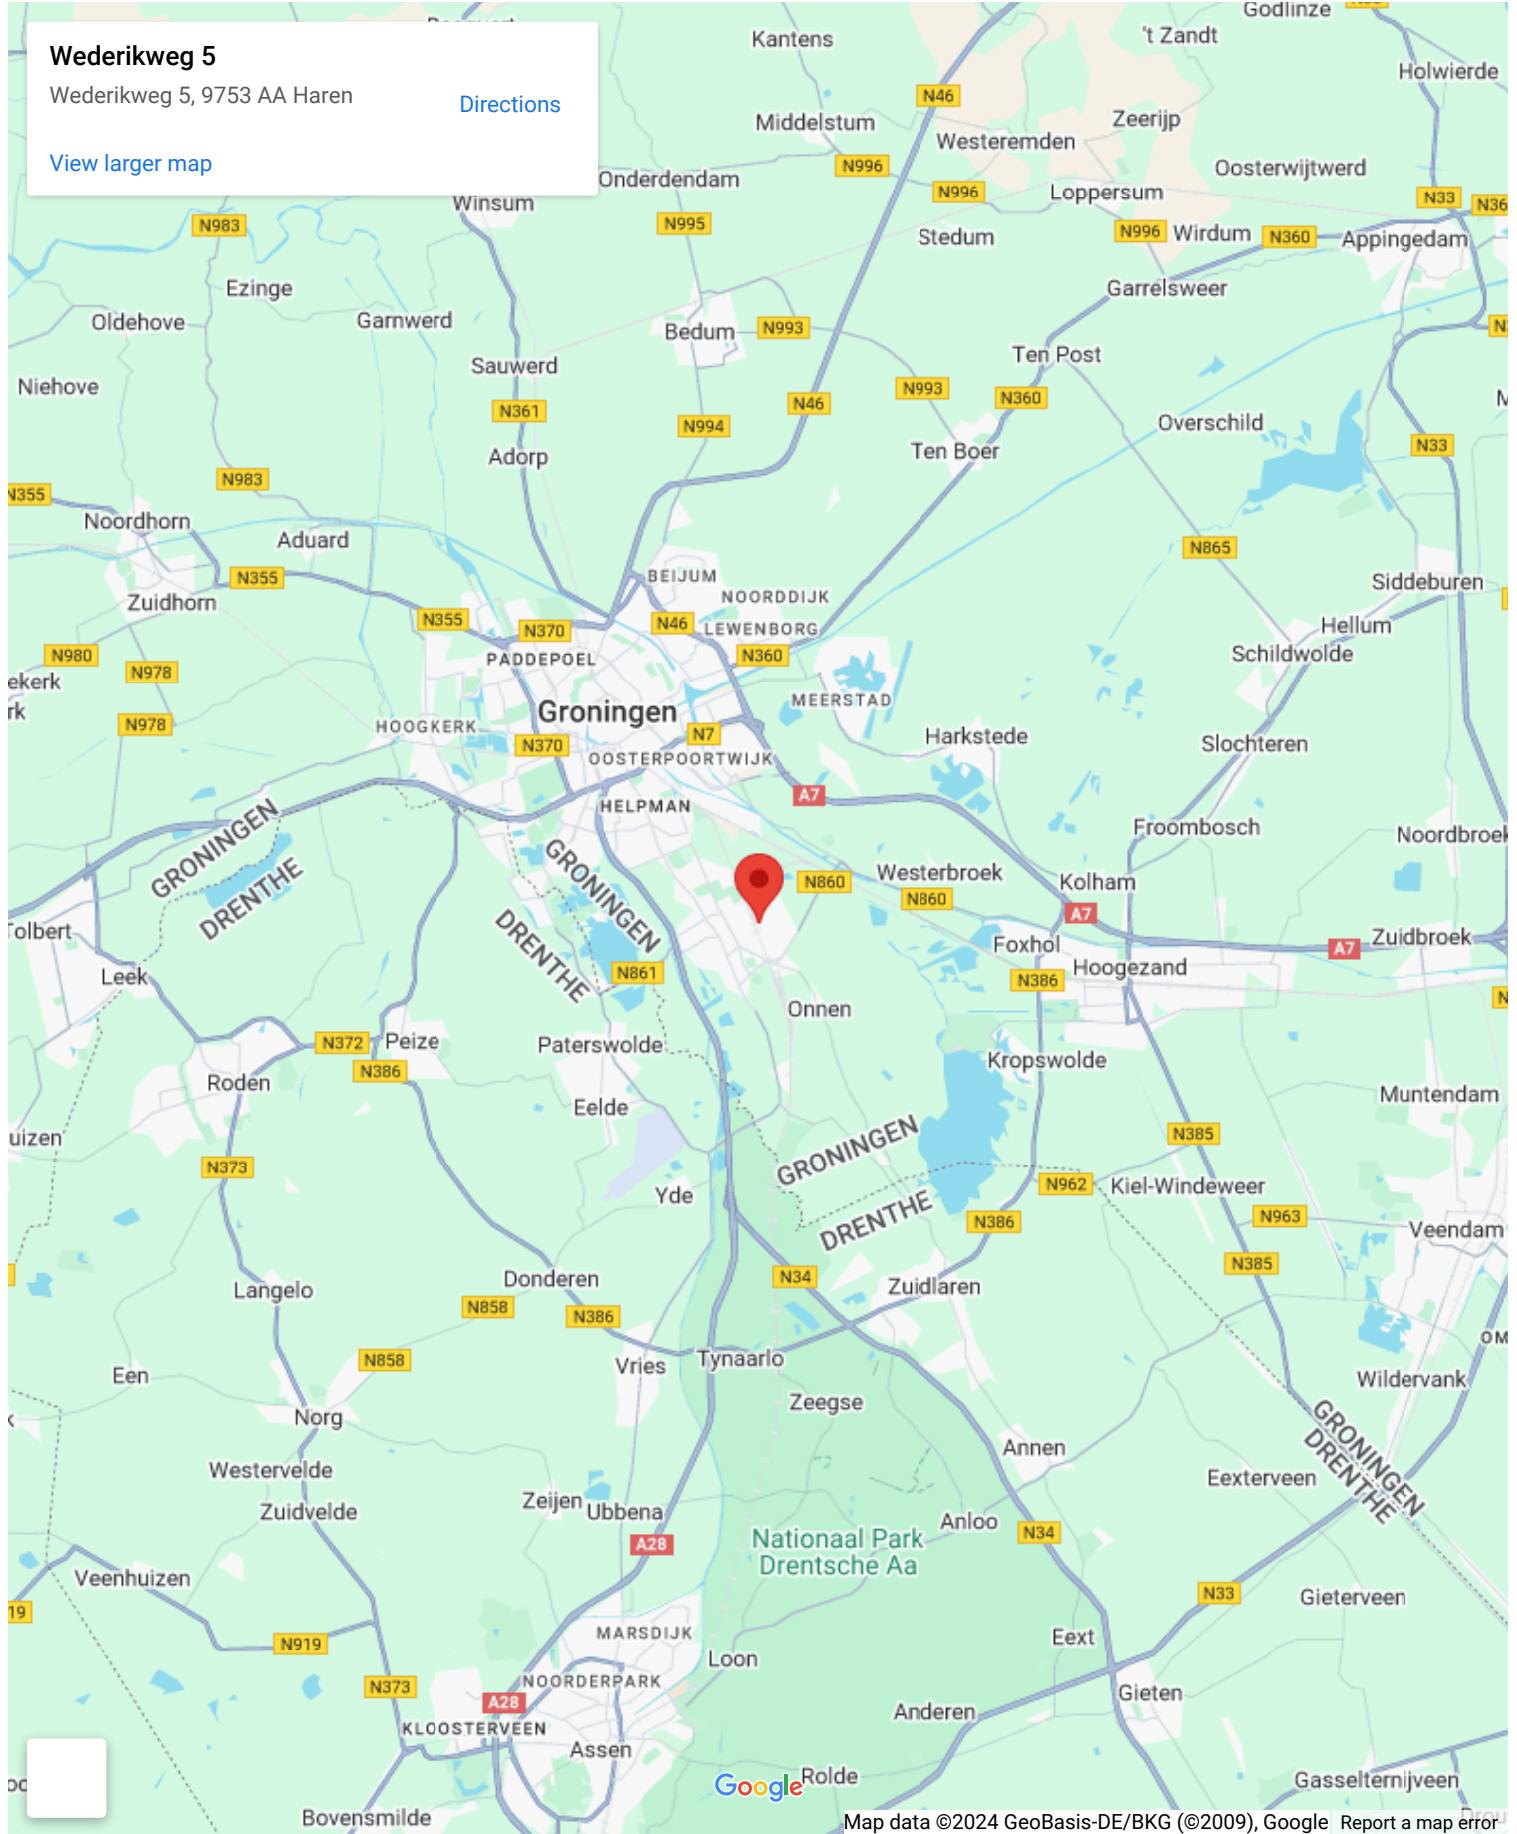 Wederikweg 5
Wederikweg 5, 9753 AA Haren
Directions
View larger map
Godlinze
Kantens
't Zandt
Holwierde
N46
Middelstum
Zeerijp
Westeremden
N996
Oosterwijtwerd
Onderdendam
N996
Loppersum
N33
N36
Winsum
N983
N995
Stedum
N996
Wirdum
N360
Appingedam
Ezinge
Garrelsweer
Oldehove
Garnwerd
Bedum
N993
Ten Post
Sauwerd
Niehove
N993
N360
N361
N46
N994
Overschild
Adorp
Ten Boer
N33
N983
N355
Noordhorn
Aduard
N865
N355
BEIJUM
Siddeburen
Zuidhorn
NOORDDIJK
N355
N370
N46
LEWENBORG
Hellum
N980
N978
PADDEPOEL
N360
Schildwolde
ekerk
rk
MEERSTAD
N978
HOOGKERK
Groningen
N7
Harkstede
N370
OOSTERPOORTWIJK
Slochteren
A7
HELPMAN
GRONINGEN
DRENTHE
Froombosch
Noordbroek
GRONINGEN
DRENTHE
N860
Westerbroek
Kolham
N860
A7
Tolbert
Foxhol
Zuidbroek
A7
Leek
N861
N386
Hoogezand
Onnen
N372
Peize
Paterswolde
Kropswolde
N386
Roden
Muntendam
Eelde
uizen
GRONINGEN
DRENTHE
N385
N373
Yde
N962
Kiel-Windeweer
N963
N386
Veendam
N385
Langelo
Donderen
N34
Zuidlaren
N858
N386
OM
N858
Vries
Tynaarlo
Een
Wildervank
Zeegse
Norg
GRONINGEN
DRENTHE
Annen
Westervelde
Eexterveen
Zuidvelde
Zeijen
Ubbena
Anloo
N34
A28
Nationaal Park
Drentsche Aa
Veenhuizen
N33
Gieterveen
19
MARSDIJK
N919
Eext
Loon
NOORDERPARK
N373
A28
Gieten
KLOOSTERVEEN
Anderen
Assen
Google
Rolde
Gasselternijveen
Bovensmilde
Map data ©2024 GeoBasis-DE/BKG (©2009), Google
Report a map error